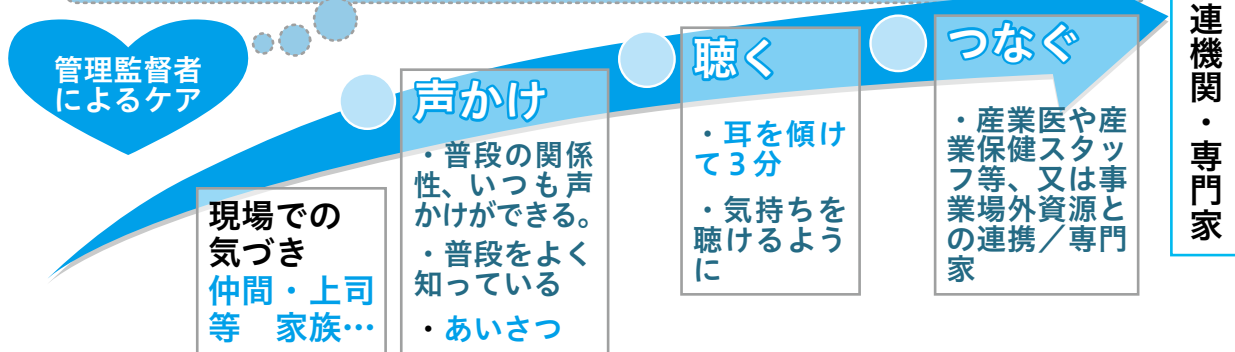 管理監督者
によるケア
現場での
気づき
仲間・上司
等　家族…
声かけ
・普段の関係
性、いつも声
かけができる。
・普段をよく
知っている
・あいさつ
聴く
・耳を傾け
て３分
・気持ちを
聴けるよう
に
つなぐ
・産業医や産
業保健スタッ
フ等、又は事
業場外資源と
の連携／専門
家
連機関・専門家